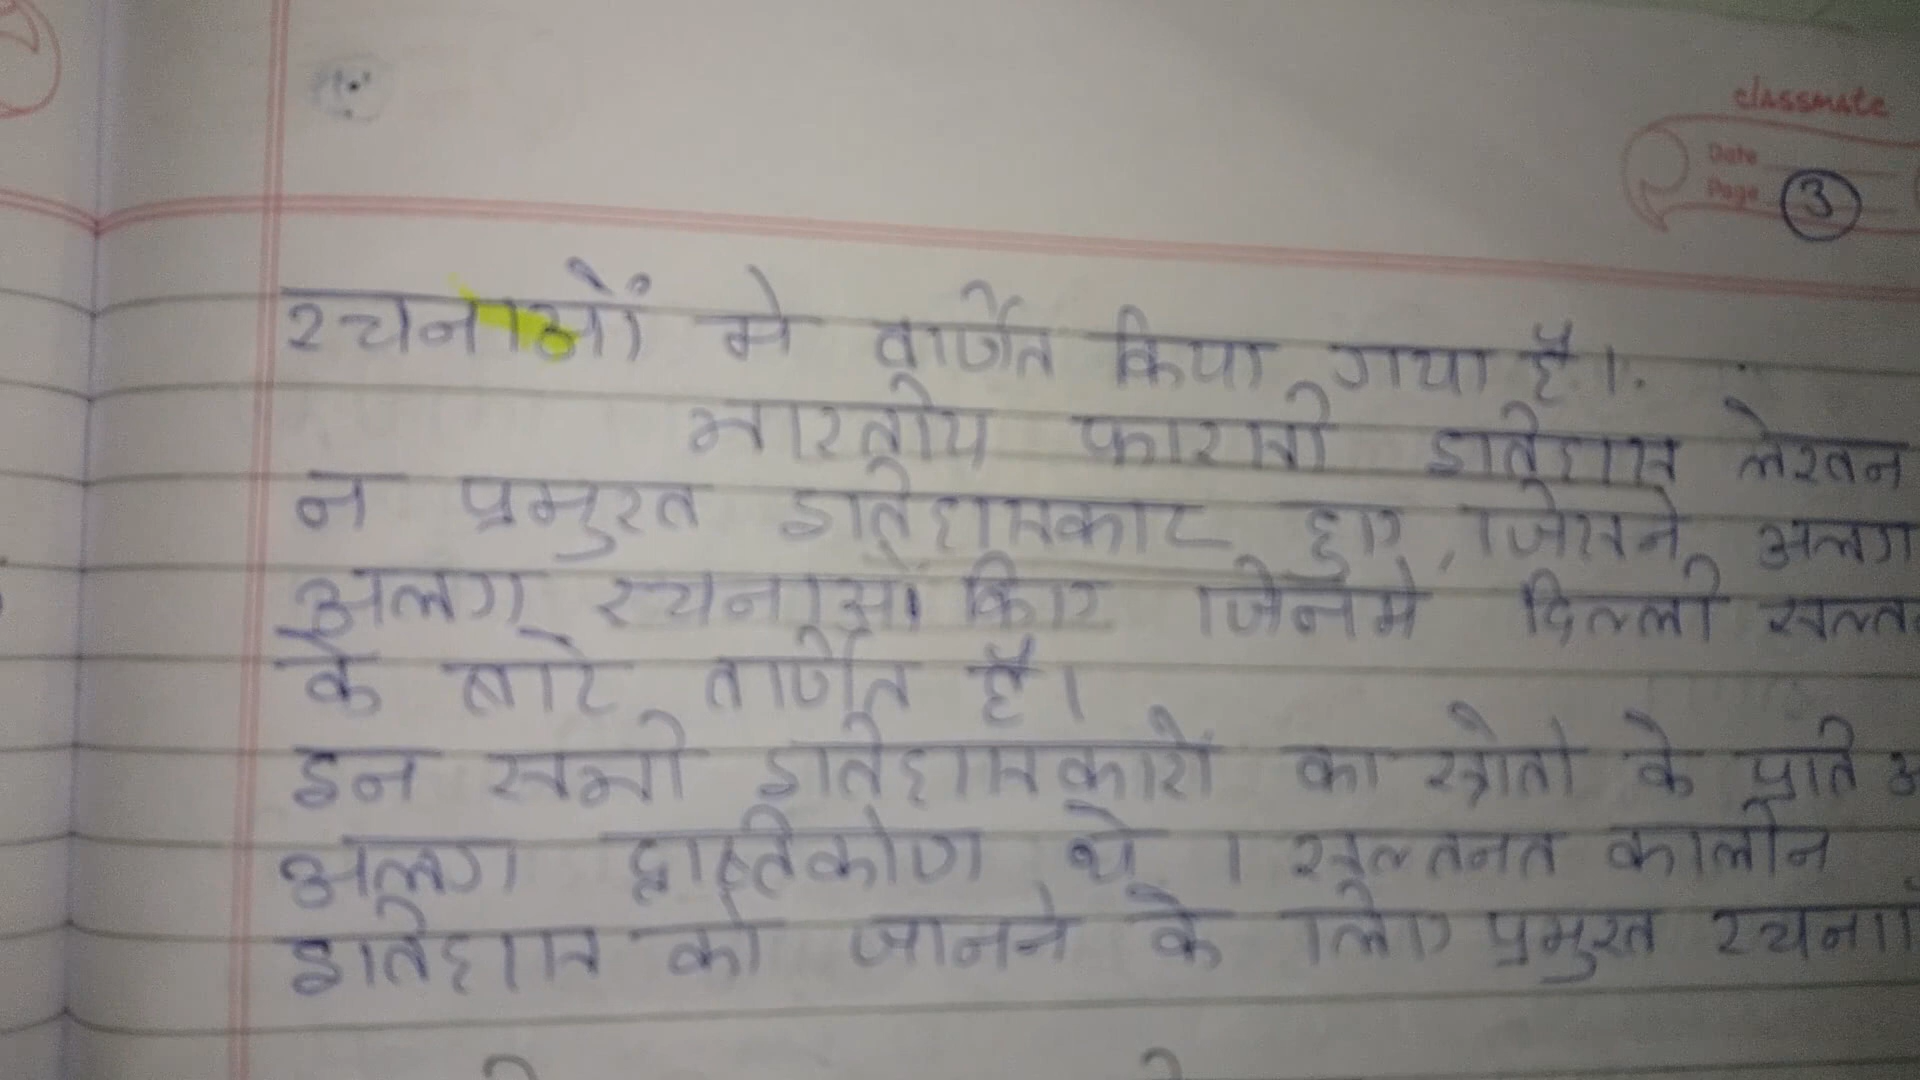 classmate
Date
Page 3
रचनाओं मे वर्णित किया गया है।
भारतीय फारसी इतिहास लेखन
न प्रमुख इतिहासकार हुए, जिसने अलग
अलग रचनाओं किए जिनमे दिल्ली सल्त
के बारे वर्णित है।
इन सभी इतिहासकारों का स्त्रोतो के प्रति अ
अलग दृष्टिकोण थे। सल्तनत कालीन
इतिहास को जानने के लिए प्रमुख रचना